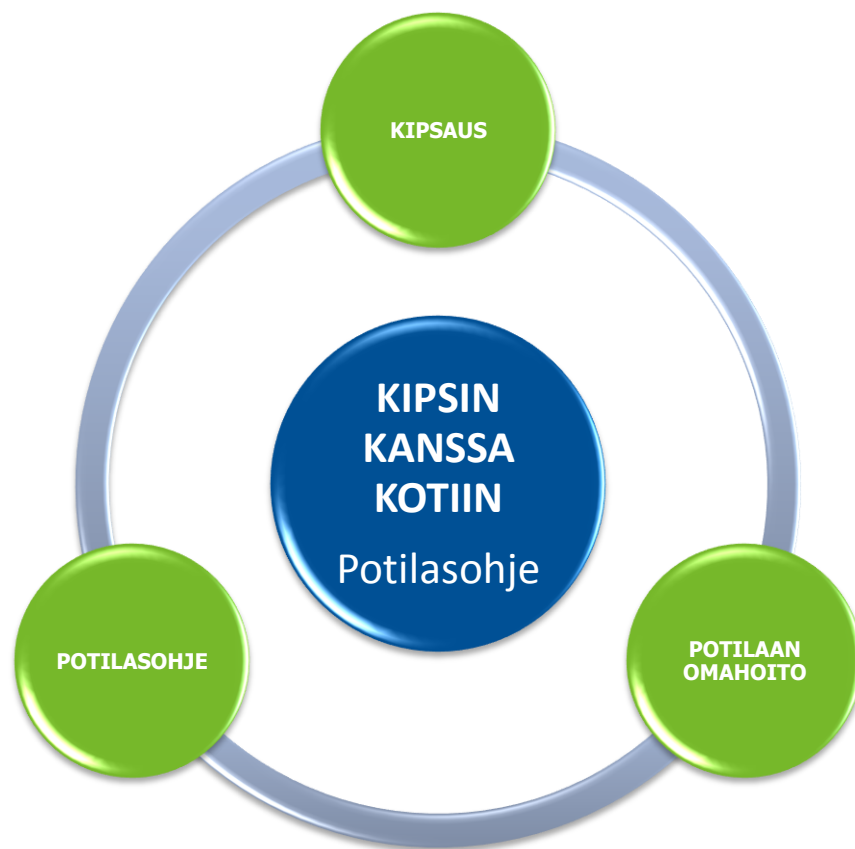 KIPSAUS
KIPSIN
KANSSA
KOTIIN
Potilasohje
POTILASOHJE
POTILAAN
OMAHOITO